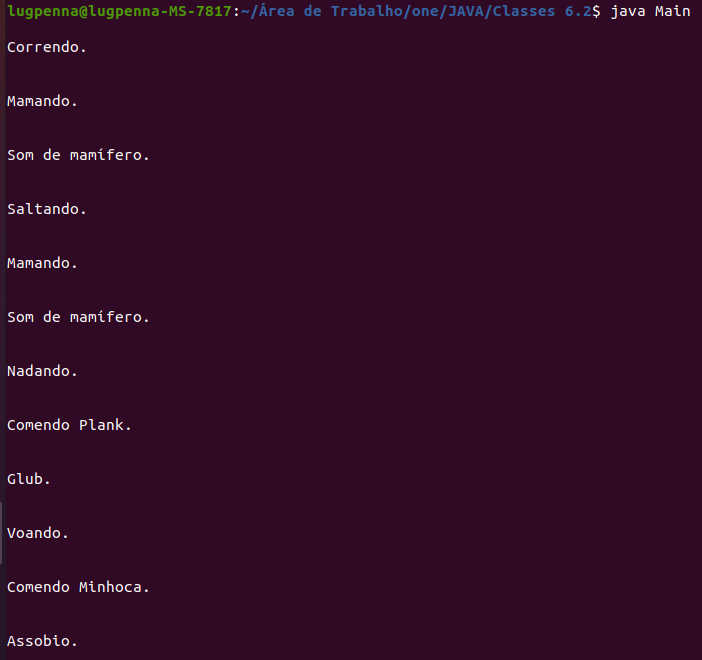 lugpenna@lugpenna-MS-7817:~/Área de Trabalho/one/JAVA/Classes 6.2$ java Main
Correndo.
Mamando.
Som de mamífero.
Saltando.
Mamando.
Som de mamífero.
Nadando.
Comendo Plank.
Glub.
Voando.
Comendo Minhoca.
Assobio.